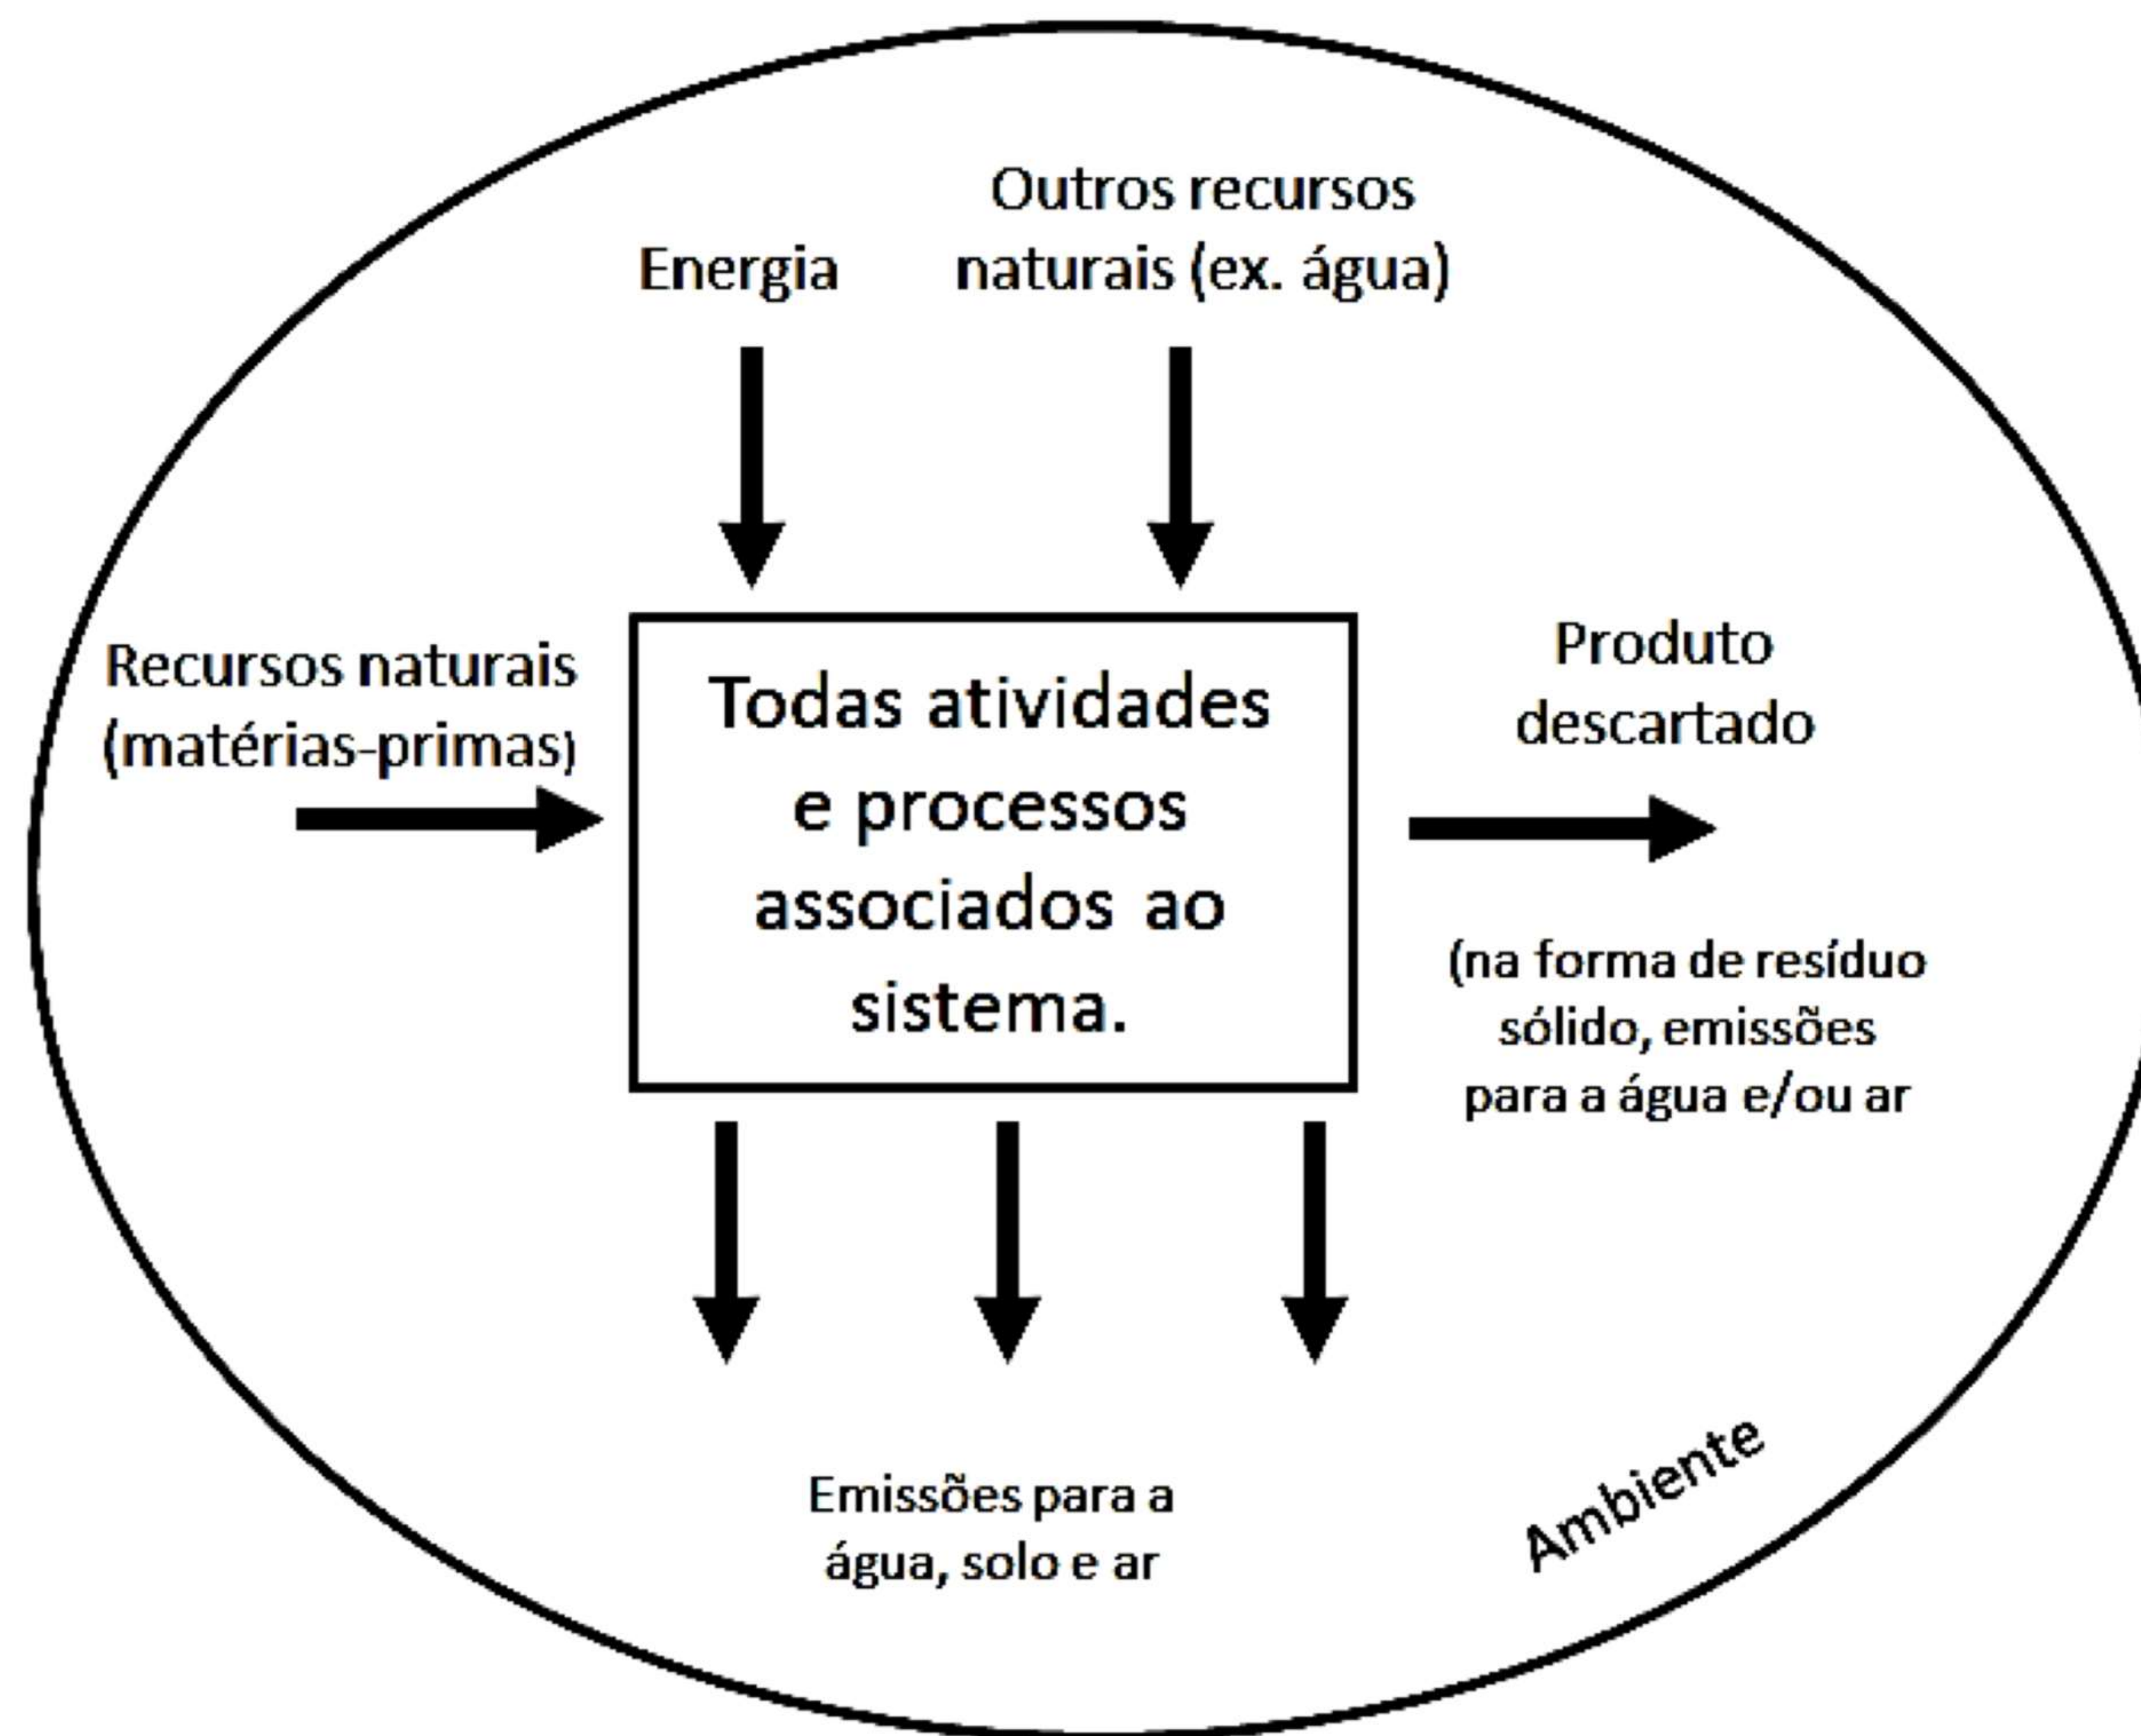 Energia
Outros recursos
naturais (ex. água)
Recursos naturais
(matérias-primas)
Todas atividades
e processos
associados ao
sistema.
Produto
descartado
(na forma de resíduo
sólido, emissões
para a água e/ou ar
Emissões para a
água, solo e ar
Ambiente